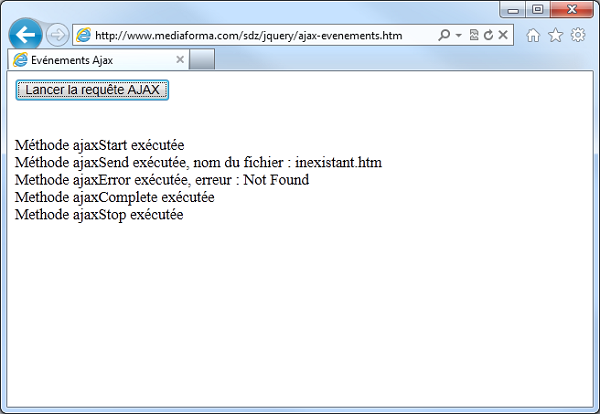 http://www.mediaforma.com/sdz/jquery/ajax-evenements.htm
Evénements Ajax
Lancer la requête AJAX
Méthode ajaxStart exécutée
Méthode ajaxSend exécutée, nom du fichier : inexistant.htm
Methode ajaxError exécutée, erreur : Not Found
Methode ajaxComplete exécutée
Methode ajaxStop exécutée